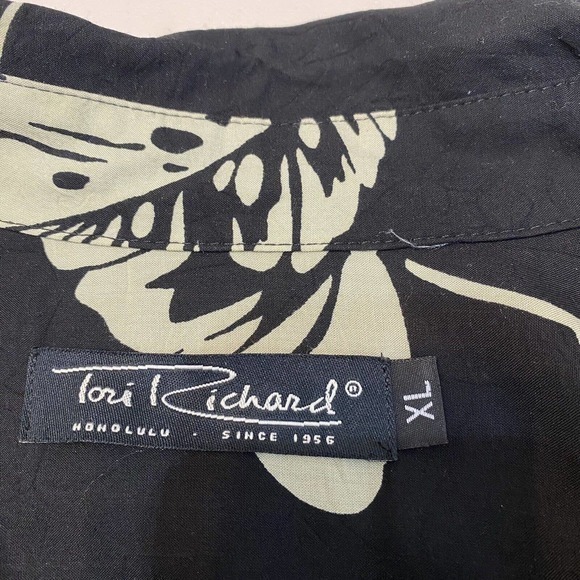 Tori Richard®
HONOLULU . SINCE 1956
XL